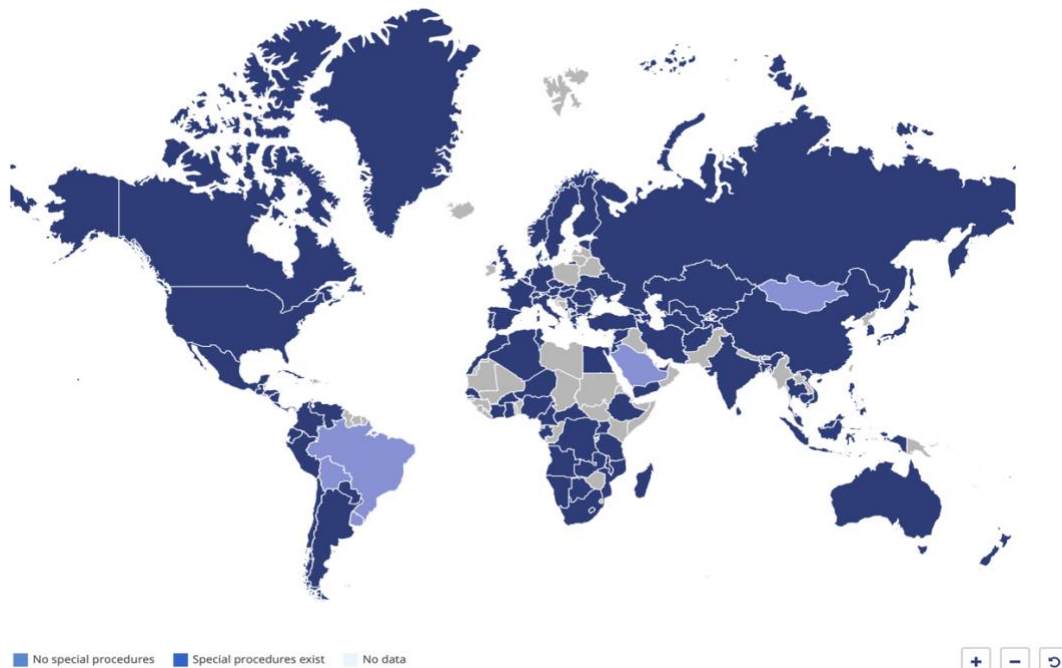 No special procedures
Special procedures exist
No data